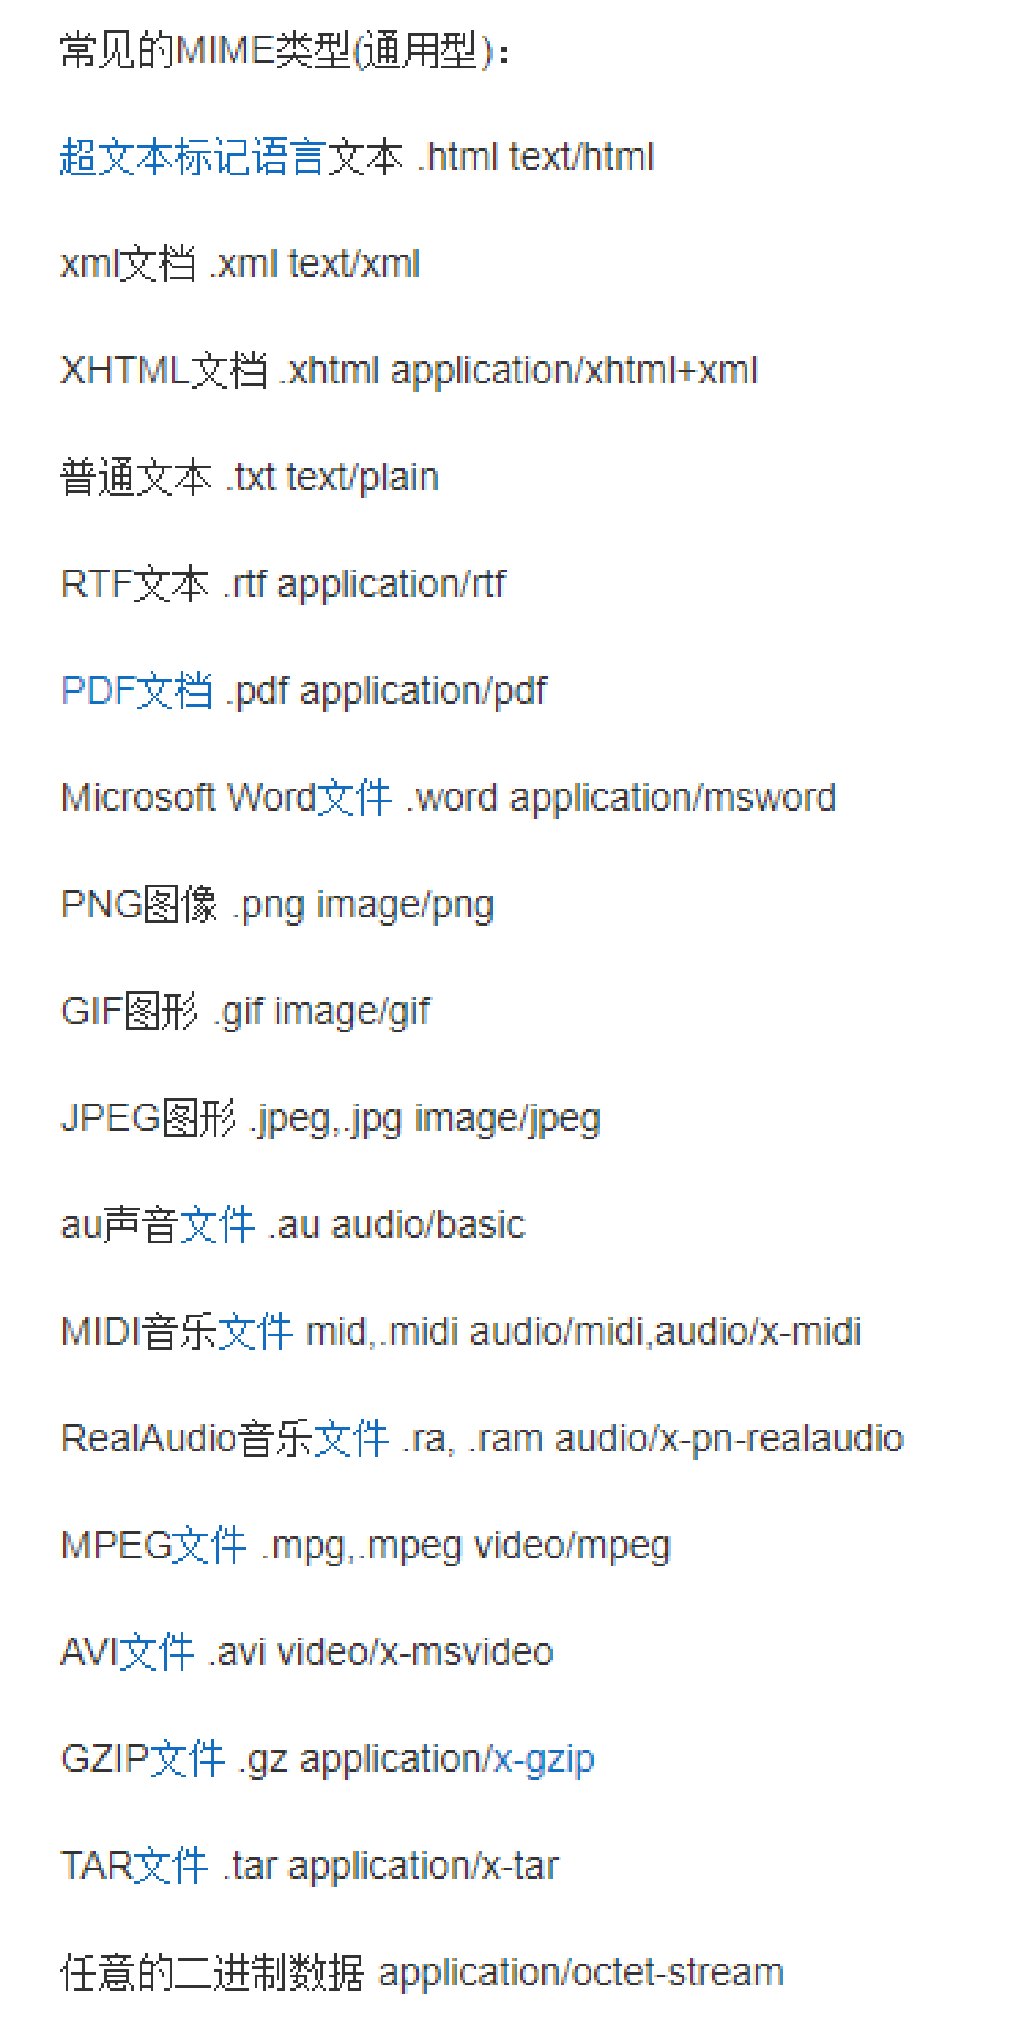 常见的MIME类型(通用型)：
超文本标记语言文本 .html text/html
xml文档 .xml text/xml
XHTML文档 .xhtml application/xhtml+xml
普通文本 .txt text/plain
RTF文本 .rtf application/rtf
PDF文档 .pdf application/pdf
Microsoft Word文件 .word application/msword
PNG图像 .png image/png
GIF图形 .gif image/gif
JPEG图形 .jpeg,.jpg image/jpeg
au声音文件 .au audio/basic
MIDI音乐文件 mid,.midi audio/midi,audio/x-midi
RealAudio音乐文件 .ra, .ram audio/x-pn-realaudio
MPEG文件 .mpg,.mpeg video/mpeg
AVI文件 .avi video/x-msvideo
GZIP文件 .gz application/x-gzip
TAR文件 .tar application/x-tar
任意的二进制数据 application/octet-stream